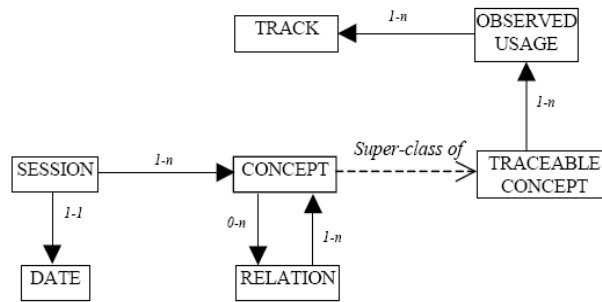 TRACK
1-n
OBSERVED
USAGE
1-n
Super-class of
SESSION
1-n
CONCEPT
TRACEABLE
CONCEPT
1-1
0-n
1-n
DATE
RELATION